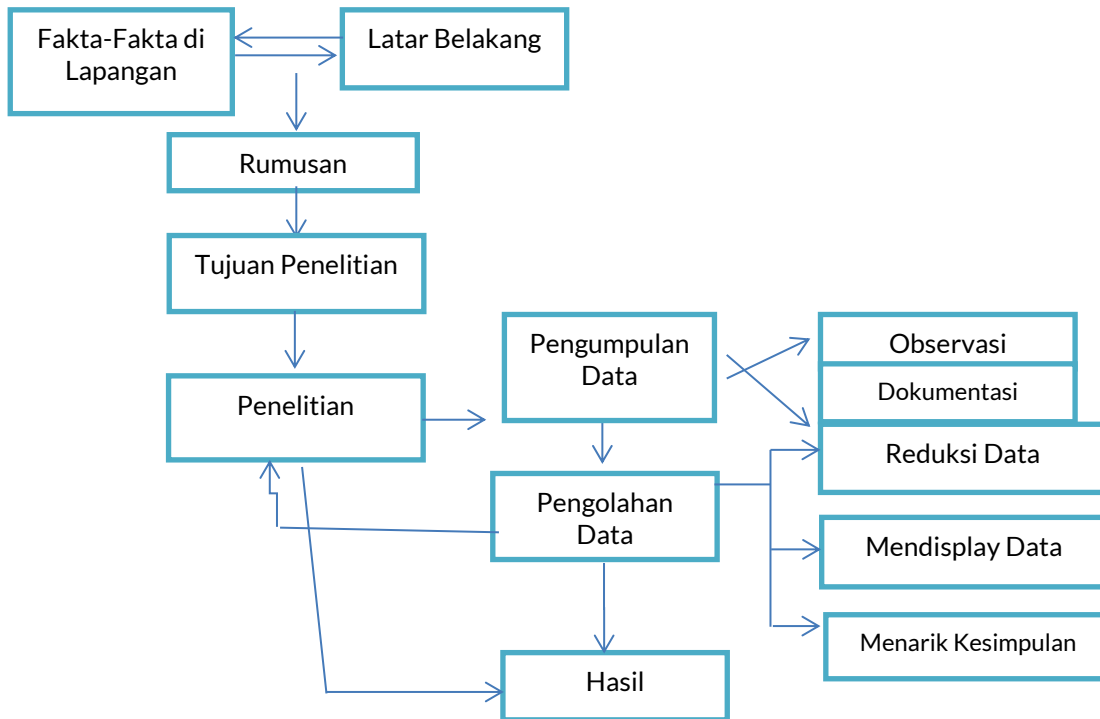 Fakta-Fakta di
Lapangan
Latar Belakang
Rumusan
Tujuan Penelitian
Penelitian
Pengumpulan
Data
Observasi
Dokumentasi
Reduksi Data
Pengolahan
Data
Mendisplay Data
Menarik Kesimpulan
Hasil